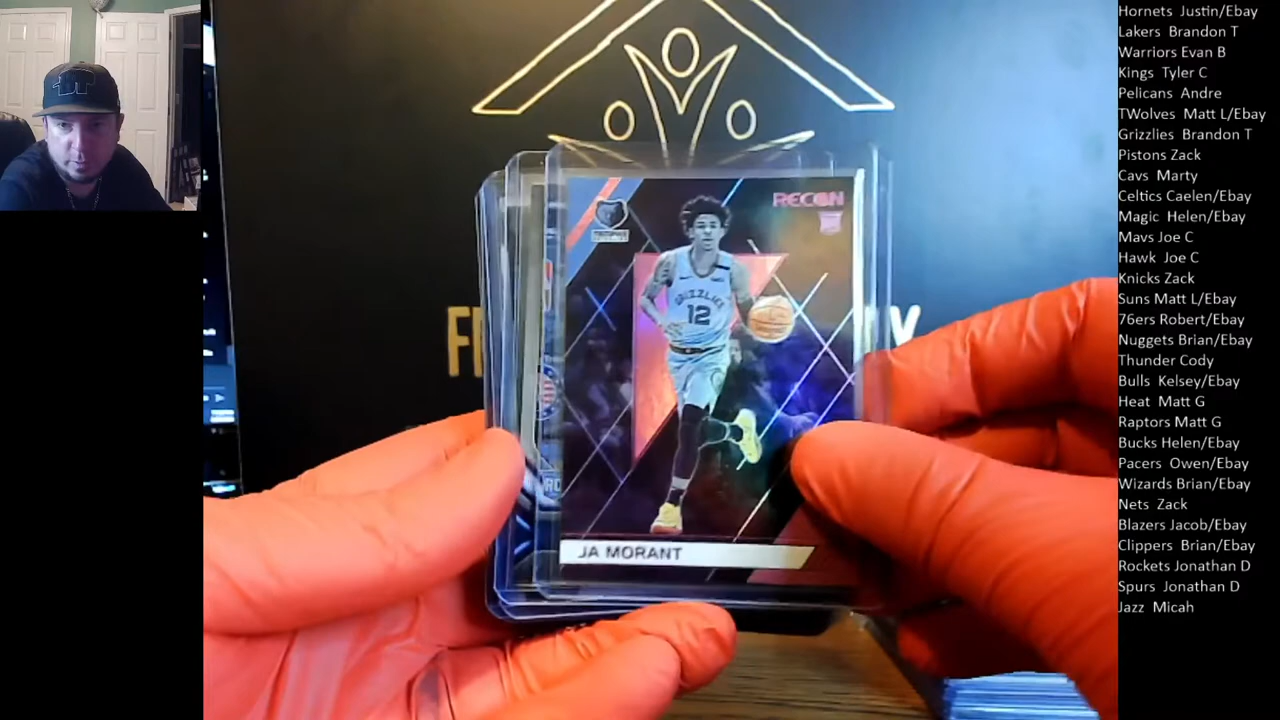 RECON
GRIZZLIES
12
JA MORANT
RC
Hornets Justin/Ebay
Lakers Brandon T
Warriors Evan B
Kings Tyler C
Pelicans Andre
TWolves Matt L/Ebay
Grizzlies Brandon T
Pistons Zack
Cavs Marty
Celtics Caelen/Ebay
Magic Helen/Ebay
Mavs Joe C
Hawk Joe C
Knicks Zack
Suns Matt L/Ebay
76ers Robert/Ebay
Nuggets Brian/Ebay
Thunder Cody
Bulls Kelsey/Ebay
Heat Matt G
Raptors Matt G
Bucks Helen/Ebay
Pacers Owen/Ebay
Wizards Brian/Ebay
Nets Zack
Blazers Jacob/Ebay
Clippers Brian/Ebay
Rockets Jonathan D
Spurs Jonathan D
Jazz Micah